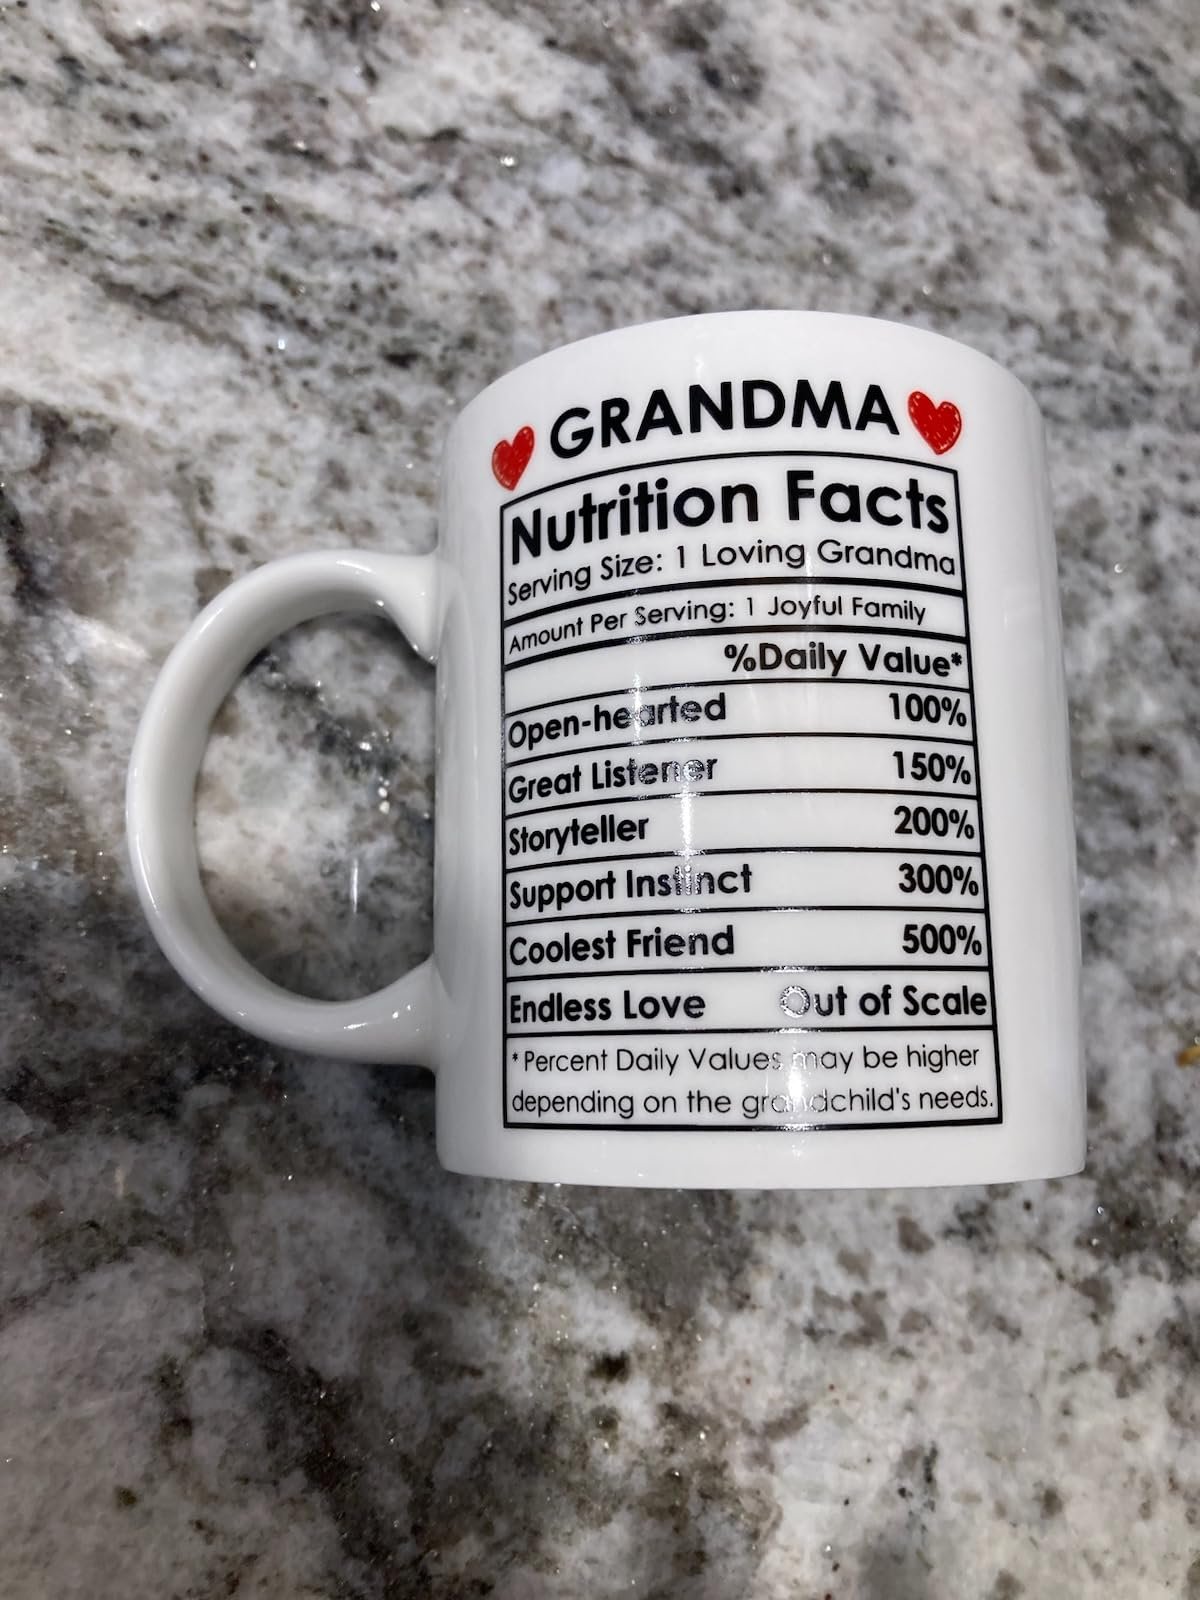 GRANDMA
Nutrition Facts
Serving Size: 1 Loving Grandma
Amount Per Serving: 1 Joyful Family
%Daily Value*
Open-hearted 100%
Great Listener 150%
Storyteller 200%
Support Instinct 300%
Coolest Friend 500%
Endless Love Out of Scale
* Percent Daily Values may be higher
depending on the grandchild's needs.